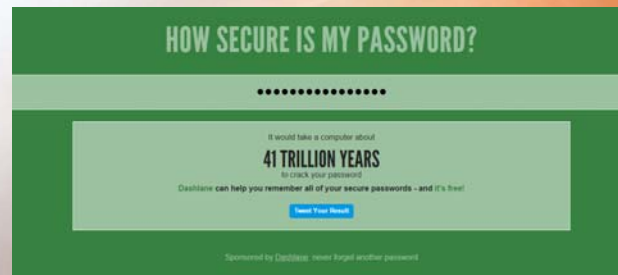 HOW SECURE IS MY PASSWORD?
It would take a computer about
41 TRILLION YEARS
to crack your password
Dashlane can help you remember all of your secure passwords - and it's free!
Tweet Your Result
Sponsored by Dashlane: never forget another password